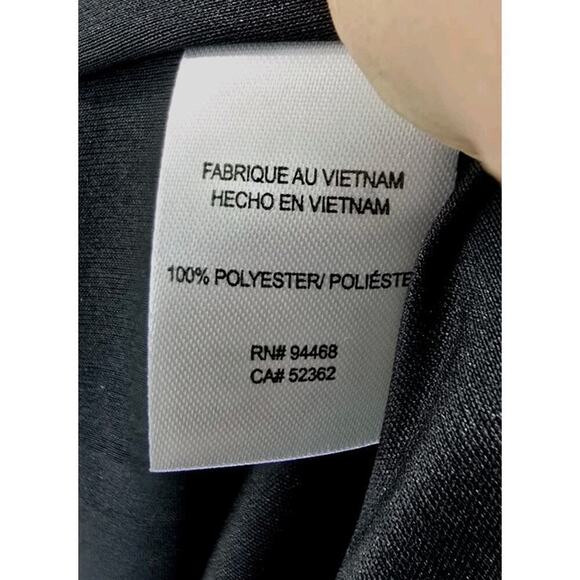 FABRIQUE AU VIETNAM
HECHO EN VIETNAM
100% POLYESTER/ POLIÉSTE
RN# 94468
CA# 52362